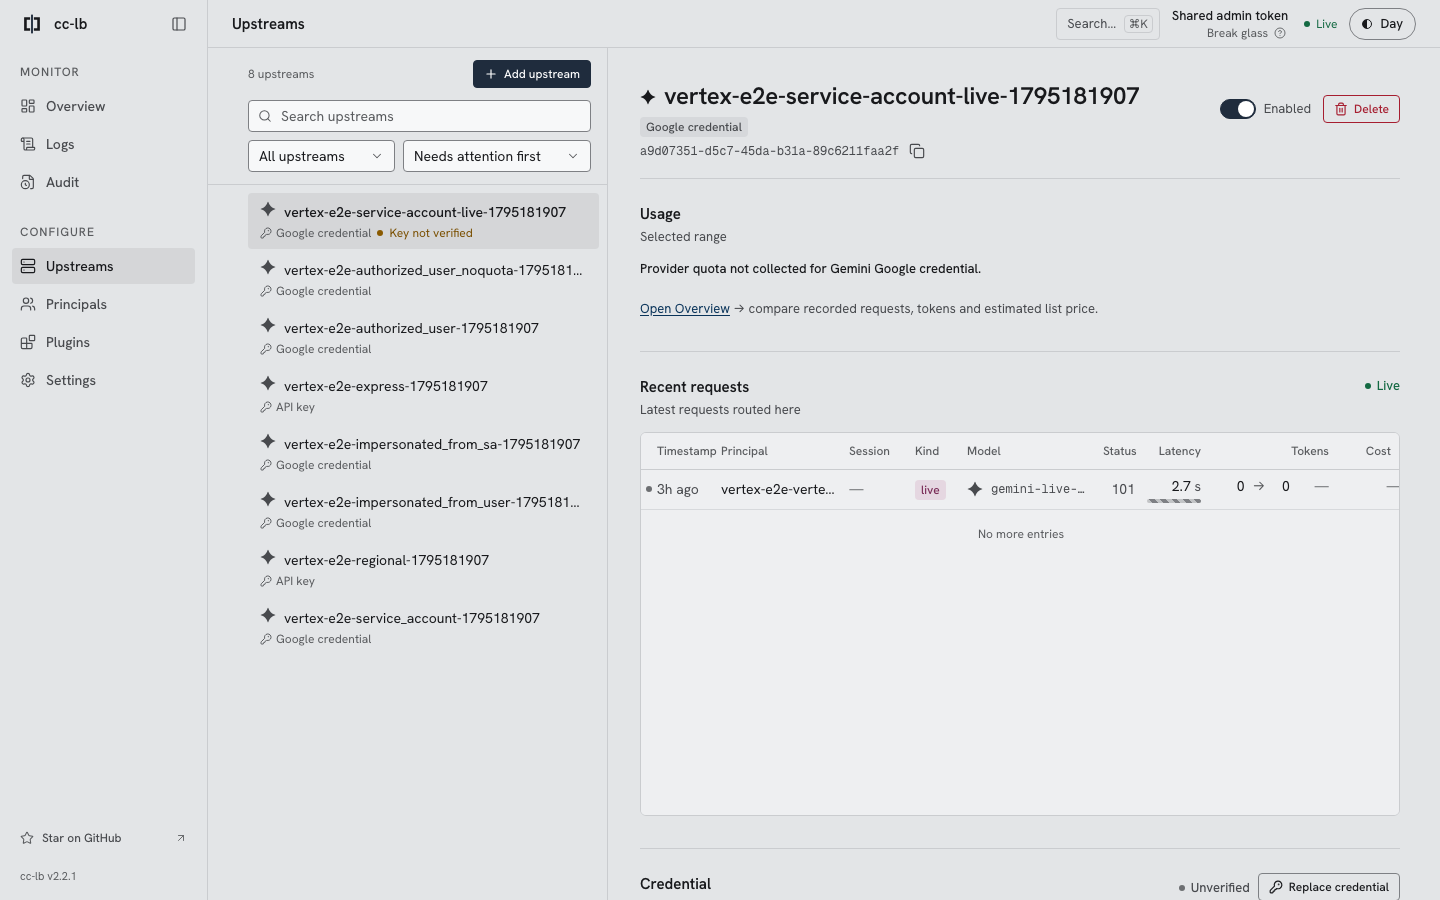 cc-lb
Upstreams
Search... ⌘K
Shared admin token
Break glass
Live
Day
MONITOR
Overview
Logs
Audit
CONFIGURE
Upstreams
Principals
Plugins
Settings
Star on GitHub
cc-lb v2.2.1
8 upstreams
Add upstream
Search upstreams
All upstreams
Needs attention first
vertex-e2e-service-account-live-1795181907
Google credential Key not verified
vertex-e2e-authorized_user_noquota-1795181...
Google credential
vertex-e2e-authorized_user-1795181907
Google credential
vertex-e2e-express-1795181907
API key
vertex-e2e-impersonated_from_sa-1795181907
Google credential
vertex-e2e-impersonated_from_user-1795181...
Google credential
vertex-e2e-regional-1795181907
API key
vertex-e2e-service_account-1795181907
Google credential
vertex-e2e-service-account-live-1795181907
Google credential
a9d07351-d5c7-45da-b31a-89c6211faa2f
Enabled
Delete
Usage
Selected range
Provider quota not collected for Gemini Google credential.
Open Overview → compare recorded requests, tokens and estimated list price.
Recent requests
Live
Latest requests routed here
Timestamp Principal Session Kind Model Status Latency Tokens Cost
3h ago vertex-e2e-verte... — live gemini-live-... 101 2.7 s 0 → 0 — —
No more entries
Credential
Unverified
Replace credential